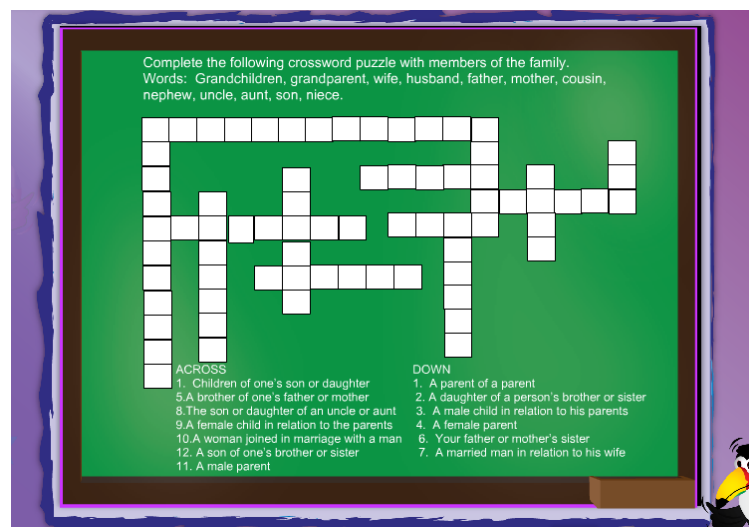 Complete the following crossword puzzle with members of the family.
Words: Grandchildren, grandparent, wife, husband, father, mother, cousin,
nephew, uncle, aunt, son, niece.
ACROSS
1. Children of one's son or daughter
5.A brother of one's father or mother
8.The son or daughter of an uncle or aunt
9.A female child in relation to the parents
10.A woman joined in marriage with a man
12. A son of one's brother or sister
11. A male parent
DOWN
1. A parent of a parent
2. A daughter of a person's brother or sister
3. A male child in relation to his parents
4. A female parent
6. Your father or mother's sister
7. A married man in relation to his wife